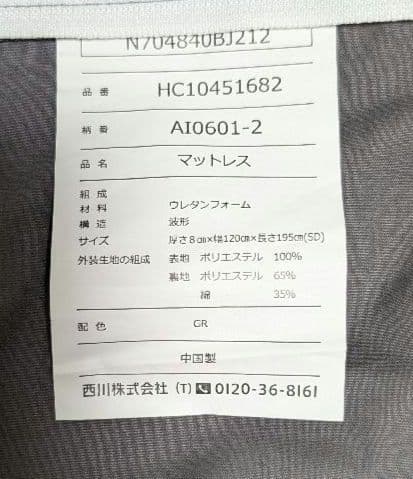 N704840BJ212
品番 HC10451682
柄番 AI0601-2
品名 マットレス
組成
材料 ウレタンフォーム
構造 波形
サイズ 厚さ8㎝×幅120㎝×長さ195㎝(SD)
外装生地の組成 表地 ポリエステル 100%
裏地 ポリエステル 65%
綿 35%
配色 GR
中国製
西川株式会社 (T) ☎ 0120-36-8161